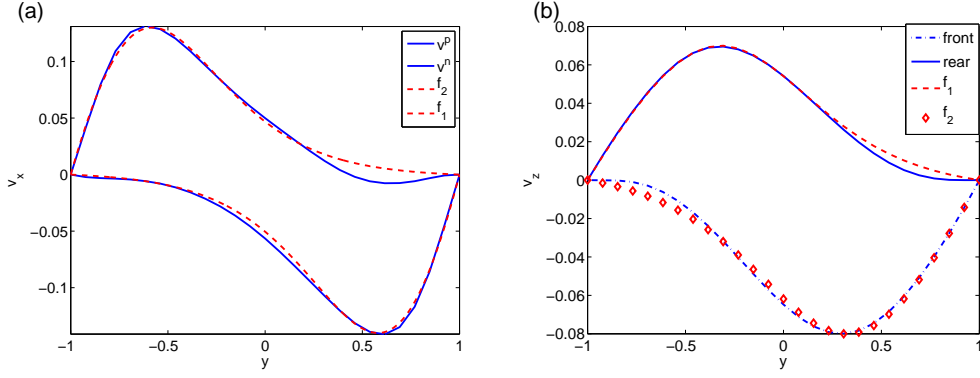 (a)
0.1
0.05
0
−0.05
−0.1
−1
−0.5
0
0.5
1
y
v_x
v^p
v^n
f_2
f_1
(b)
0.08
0.06
0.04
0.02
0
−0.02
−0.04
−0.06
−0.08
−1
−0.5
0
0.5
1
y
v_z
front
rear
f_1
f_2